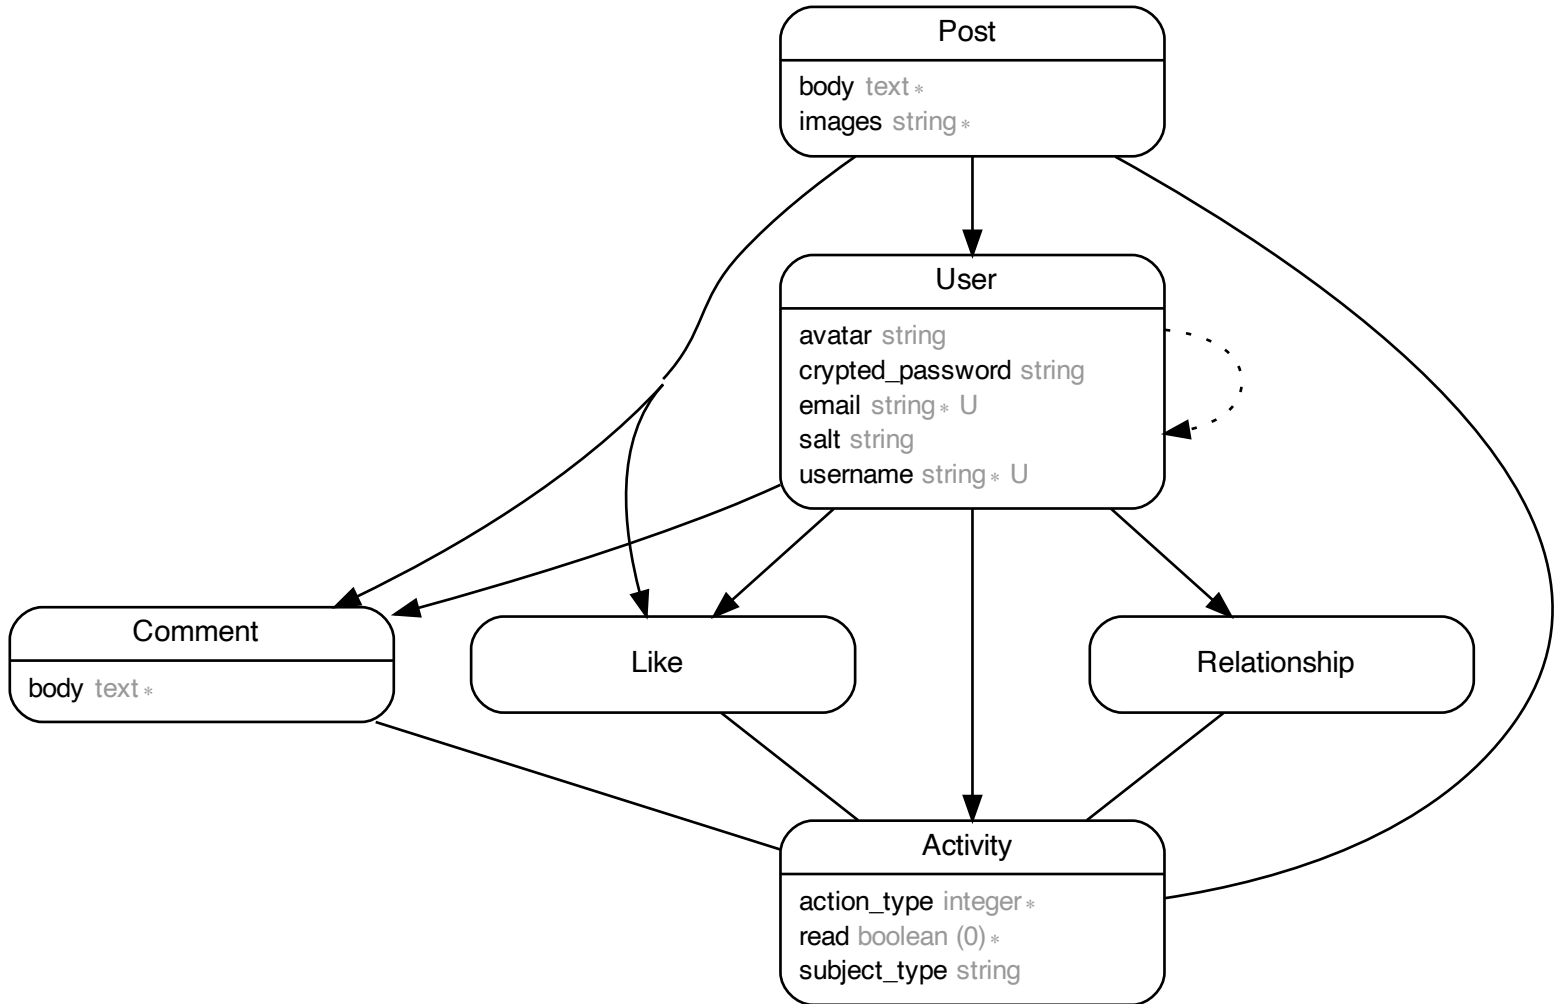 Post
body text *
images string *
User
avatar string
crypted_password string
email string * U
salt string
username string * U
Comment
body text *
Like
Relationship
Activity
action_type integer *
read boolean (0) *
subject_type string